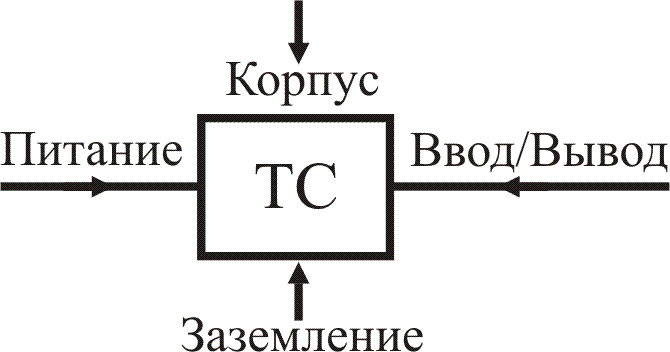 Корпус
Питание
ТС
Ввод/Вывод
Заземление